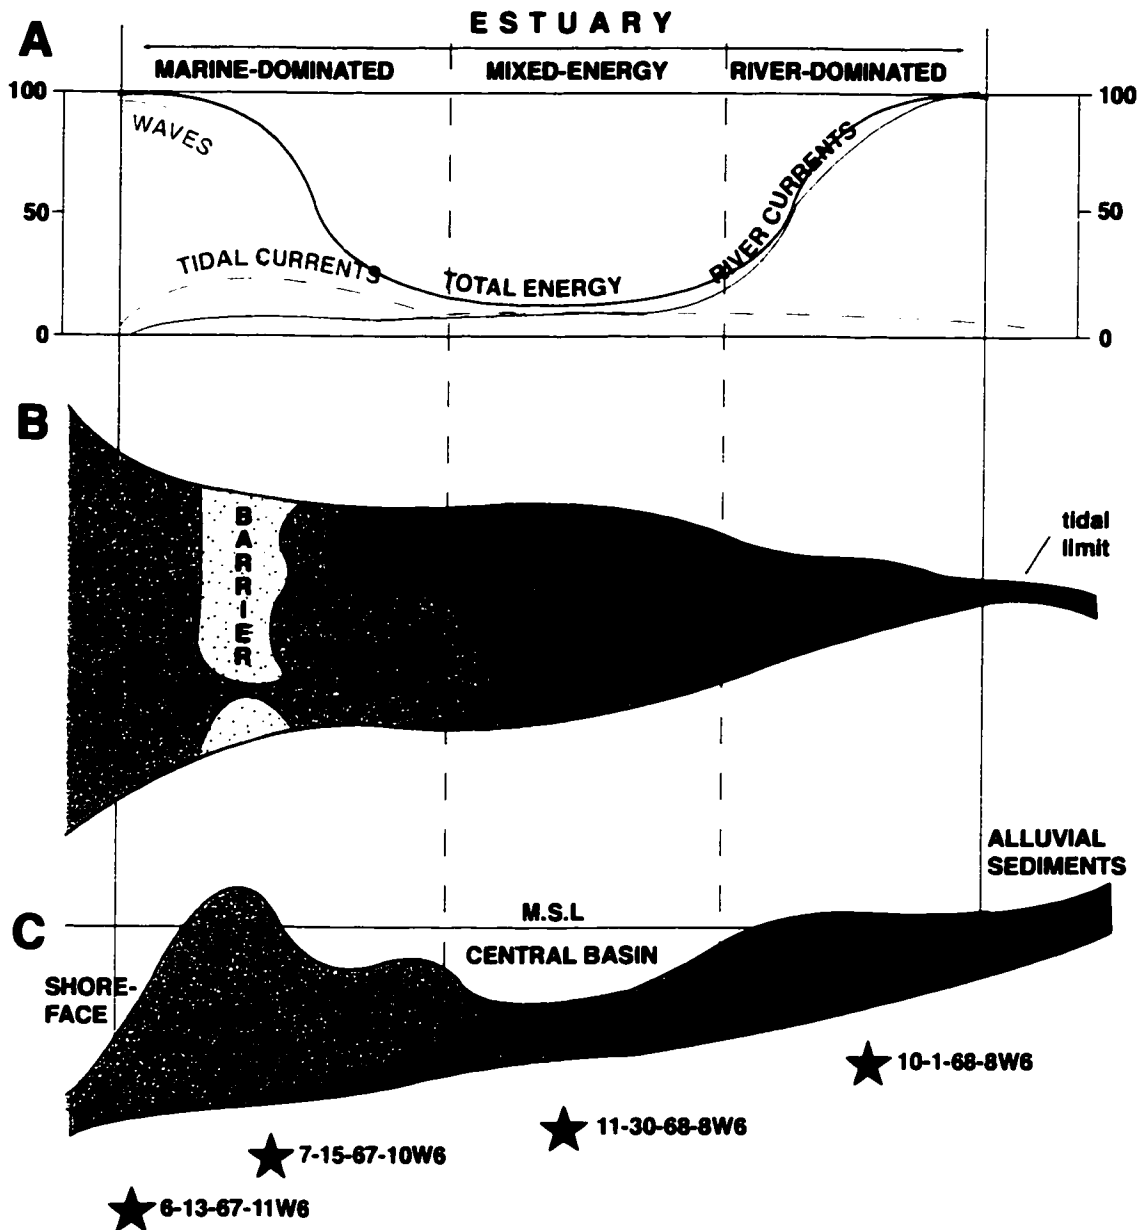 A
ESTUARY
MARINE-DOMINATED
MIXED-ENERGY
RIVER-DOMINATED
100
100
WAVES
RIVER CURRENTS
50
50
TIDAL CURRENTS
TOTAL ENERGY
0
0
B
BARRIER
tidal
limit
ALLUVIAL
SEDIMENTS
M.S.L
C
CENTRAL BASIN
SHORE-
FACE
10-1-68-8W6
11-30-68-8W6
7-15-67-10W6
6-13-67-11W6